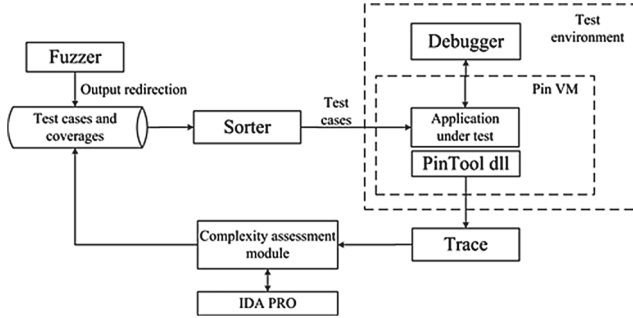 Test
environment
Debugger
Fuzzer
Output redirection
Pin VM
Test cases and
coverages
Sorter
Test
cases
Application
under test
PinTool dll
Complexity assessment
module
Trace
IDA PRO